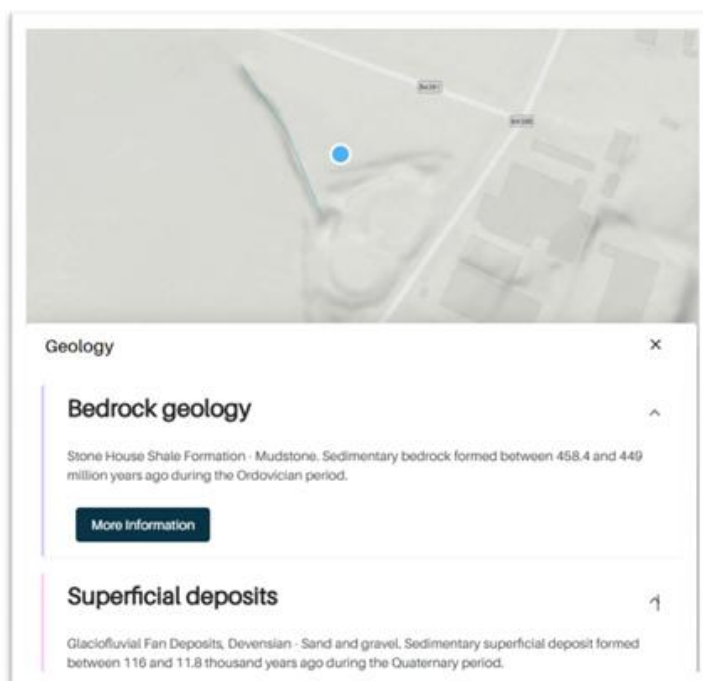 Geology
Bedrock geology
Stone House Shale Formation - Mudstone. Sedimentary bedrock formed between 458.4 and 449
million years ago during the Ordovician period.
More Information
Superficial deposits
Glaciofluvial Fan Deposits, Devensian - Sand and gravel. Sedimentary superficial deposit formed
between 116 and 11.8 thousand years ago during the Quaternary period.